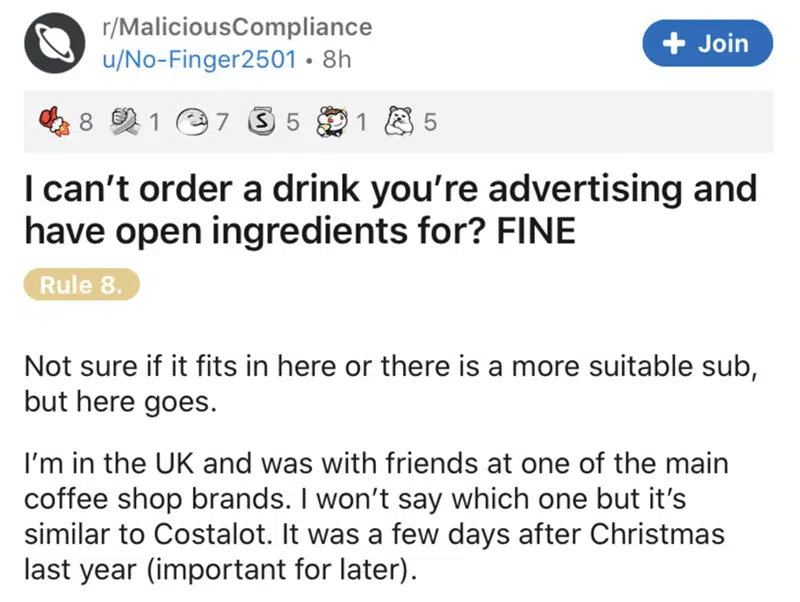 r/MaliciousCompliance
u/No-Finger2501 • 8h
+ Join
8 1 7 S 5 1 5
I can’t order a drink you’re advertising and
have open ingredients for? FINE
Rule 8.
Not sure if it fits in here or there is a more suitable sub,
but here goes.
I’m in the UK and was with friends at one of the main
coffee shop brands. I won’t say which one but it’s
similar to Costalot. It was a few days after Christmas
last year (important for later).